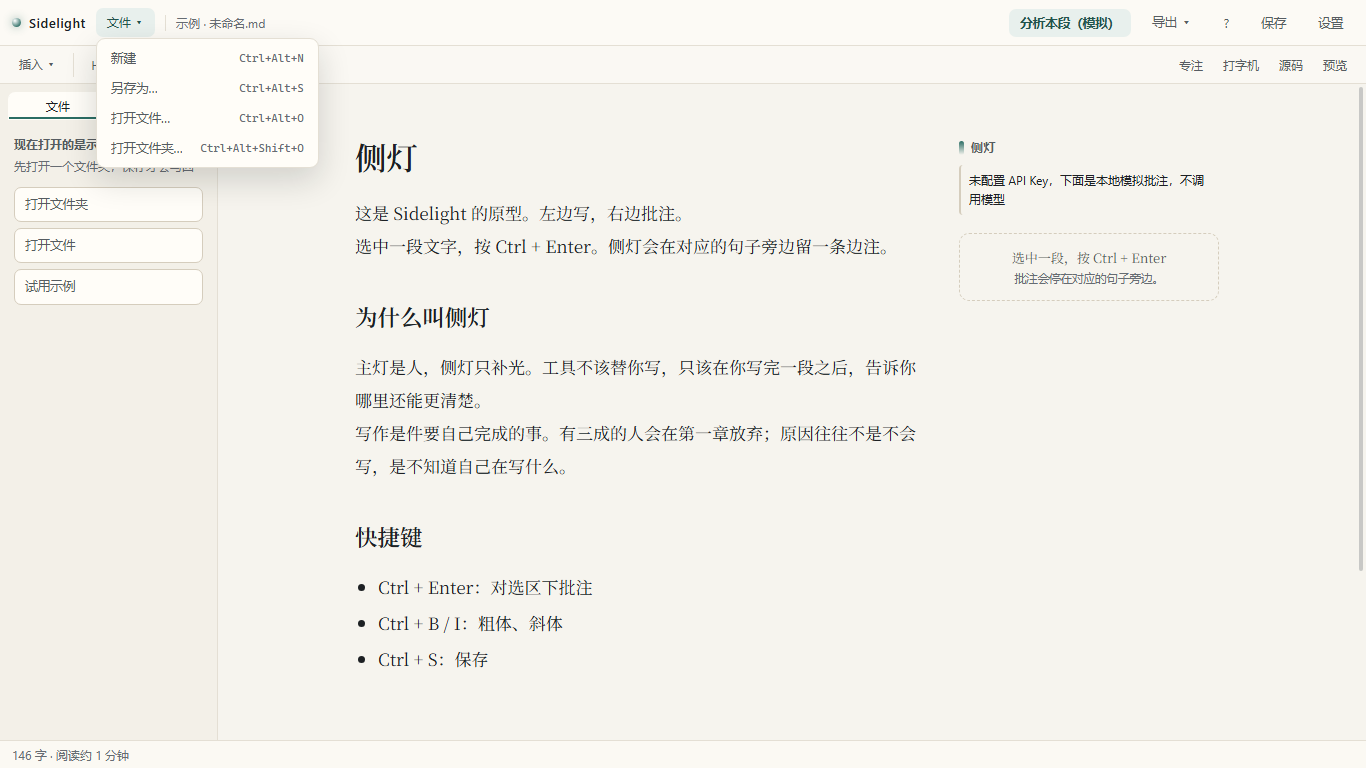 Sidelight 文件 示例 · 未命名.md 分析本段（模拟） 导出 ? 保存 设置
插入 专注 打字机 源码 预览
新建 Ctrl+Alt+N
另存为… Ctrl+Alt+S
打开文件… Ctrl+Alt+O
打开文件夹… Ctrl+Alt+Shift+O
文件
现在打开的是示
先打开一个文件夹，
打开文件夹
打开文件
试用示例
侧灯
这是 Sidelight 的原型。左边写，右边批注。
选中一段文字，按 Ctrl + Enter。侧灯会在对应的句子旁边留一条边注。
为什么叫侧灯
主灯是人，侧灯只补光。工具不该替你写，只该在你写完一段之后，告诉你
哪里还能更清楚。
写作是件要自己完成的事。有三成的人会在第一章放弃；原因往往不是不会
写，是不知道自己在写什么。
快捷键
Ctrl + Enter：对选区下批注
Ctrl + B / I：粗体、斜体
Ctrl + S：保存
侧灯
未配置 API Key，下面是本地模拟批注，不调
用模型
选中一段，按 Ctrl + Enter
批注会停在对应的句子旁边。
146 字 · 阅读约 1 分钟